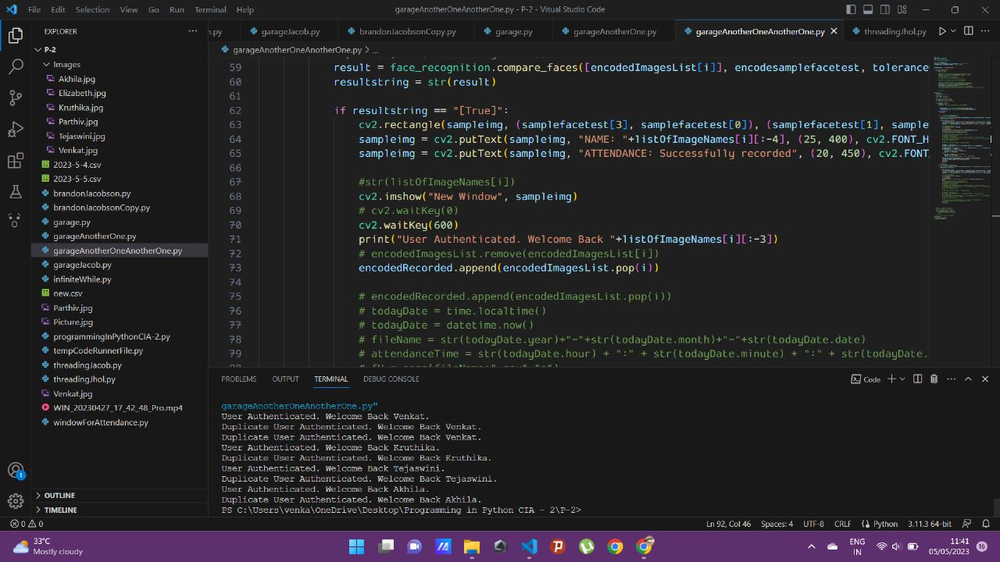 File Edit Selection View Go Run Terminal Help
garageAnotherOneAnotherOne.py - P-2 - Visual Studio Code
EXPLORER
n.py garageJacob.py brandonJacobsonCopy.py garage.py garageAnotherOne.py garageAnotherOneAnotherOne.py threadingJhol.py
garageAnotherOneAnotherOne.py > ...
P-2
Images
Akhila.jpg
Elizabeth.jpg
Kruthika.jpg
Parthiv.jpg
Tejaswini.jpg
Venkat.jpg
2023-5-4.csv
2023-5-5.csv
brandonJacobson.py
brandonJacobsonCopy.py
garage.py
garageAnotherOne.py
garageAnotherOneAnotherOne.py
garageJacob.py
infiniteWhile.py
new.csv
Parthiv.jpg
Picture.jpg
programmingInPythonCIA-2.py
tempCodeRunnerFile.py
threadingJacob.py
threadingJhol.py
Venkat.jpg
WIN_20230427_17_42_48_Pro.mp4
windowForAttendance.py
OUTLINE
TIMELINE
59 result = face_recognition.compare_faces([encodedImagesList[i]], encodesamplefacetest, tolerance
60 resultstring = str(result)
61
62 if resultstring == "[True]":
63 cv2.rectangle(sampleimg, (samplefacetest[3], samplefacetest[0]), (samplefacetest[1], sample
64 sampleimg = cv2.putText(sampleimg, "NAME: "+listOfImageNames[i][:-4], (25, 400), cv2.FONT_H
65 sampleimg = cv2.putText(sampleimg, "ATTENDANCE: Successfully recorded", (20, 450), cv2.FONT_
66
67 #str(listOfImageNames[i])
68 cv2.imshow("New Window", sampleimg)
69 # cv2.waitKey(0)
70 cv2.waitKey(600)
71 print("User Authenticated. Welcome Back "+listOfImageNames[i][:-3])
72 # encodedImagesList.remove(encodedImagesList[i])
73 encodedRecorded.append(encodedImagesList.pop(i))
74
75 # encodedRecorded.append(encodedImagesList.pop(i))
76 # todayDate = time.localtime()
77 # todayDate = datetime.now()
78 # fileName = str(todayDate.year)+"-"+str(todayDate.month)+"-"+str(todayDate.date)
79 # attendanceTime = str(todayDate.hour) + ":" + str(todayDate.minute) + ":" + str(todayDate.
PROBLEMS OUTPUT TERMINAL DEBUG CONSOLE
Code
garageAnotherOneAnotherOne.py"
User Authenticated. Welcome Back Venkat.
Duplicate User Authenticated. Welcome Back Venkat.
Duplicate User Authenticated. Welcome Back Venkat.
User Authenticated. Welcome Back Kruthika.
Duplicate User Authenticated. Welcome Back Kruthika.
User Authenticated. Welcome Back Tejaswini.
Duplicate User Authenticated. Welcome Back Tejaswini.
User Authenticated. Welcome Back Akhila.
Duplicate User Authenticated. Welcome Back Akhila.
PS C:\Users\venka\OneDrive\Desktop\Programming in Python CIA - 2\P-2>
1
0 0 Ln 92, Col 46 Spaces: 4 UTF-8 CRLF Python 3.11.3 64-bit
33°C
Mostly cloudy
ENG
IN
11:41
05/05/2023
16